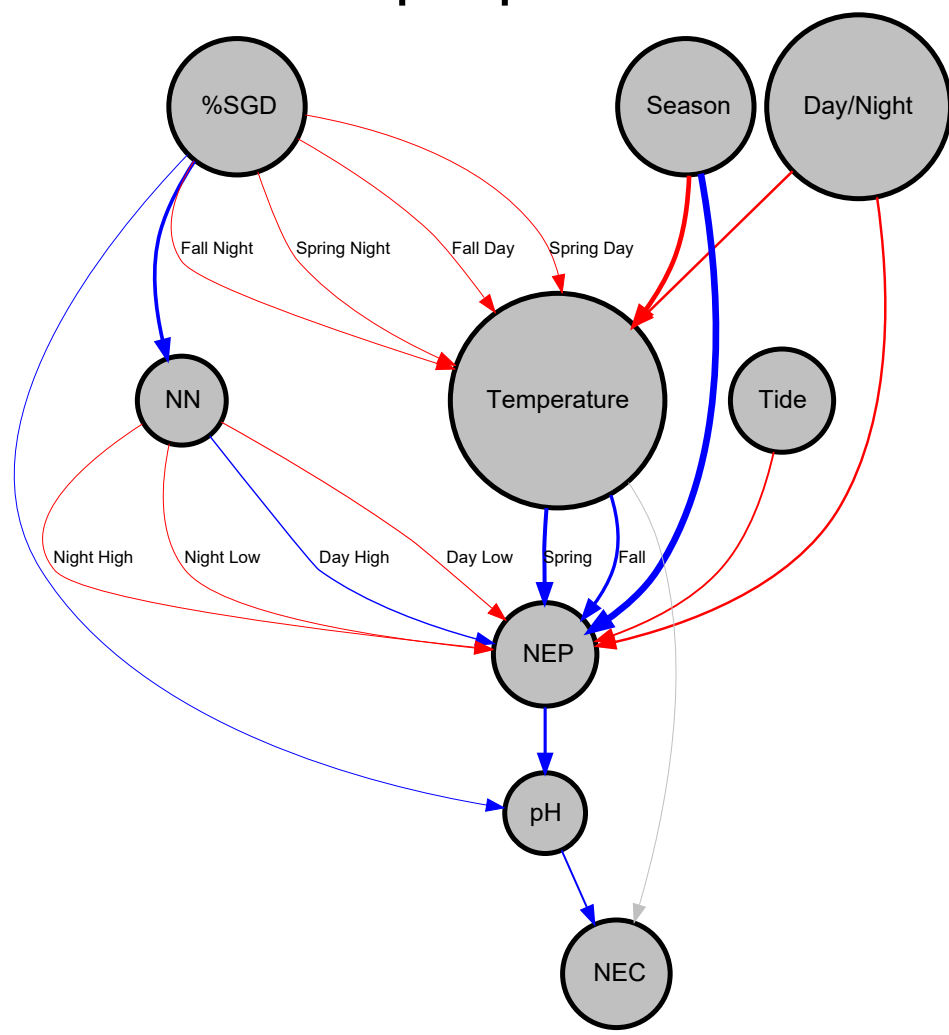 %SGD
Season
Day/Night
Fall Night
Spring Night
Fall Day
Spring Day
NN
Temperature
Tide
Night High
Night Low
Day High
Day Low
Spring
Fall
NEP
pH
NEC